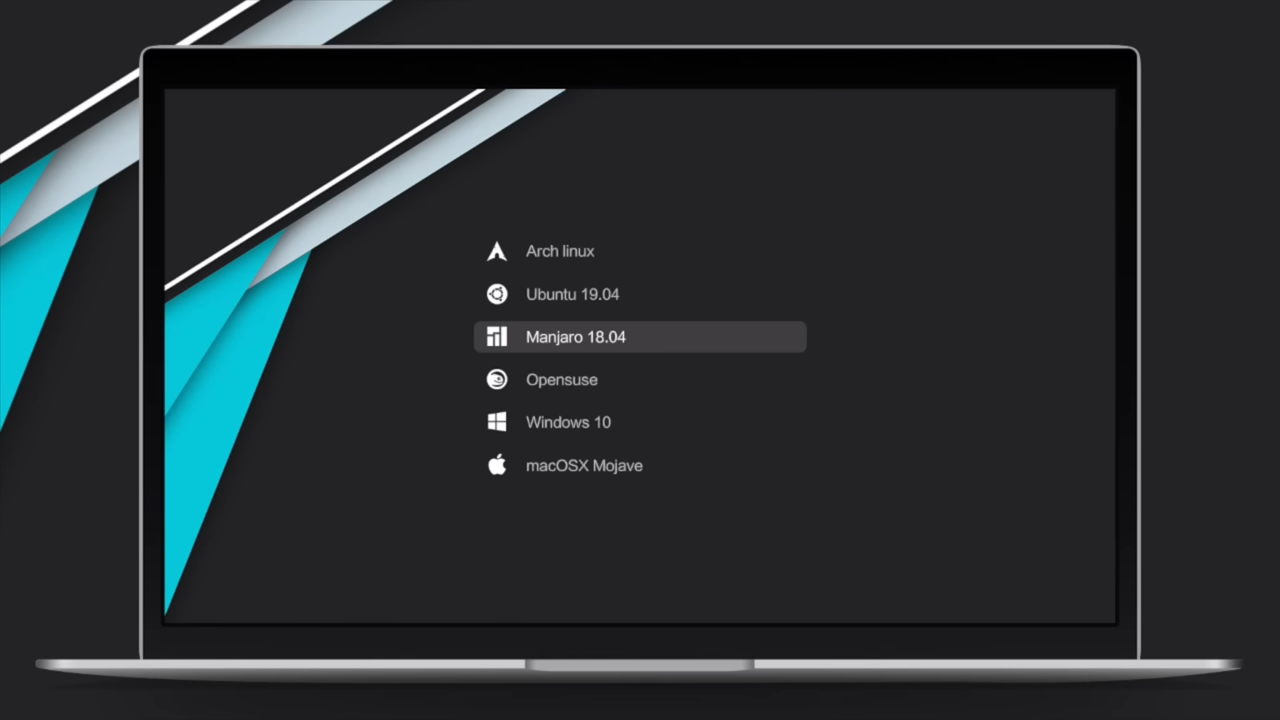 Arch linux
Ubuntu 19.04
Manjaro 18.04
Opensuse
Windows 10
macOSX Mojave